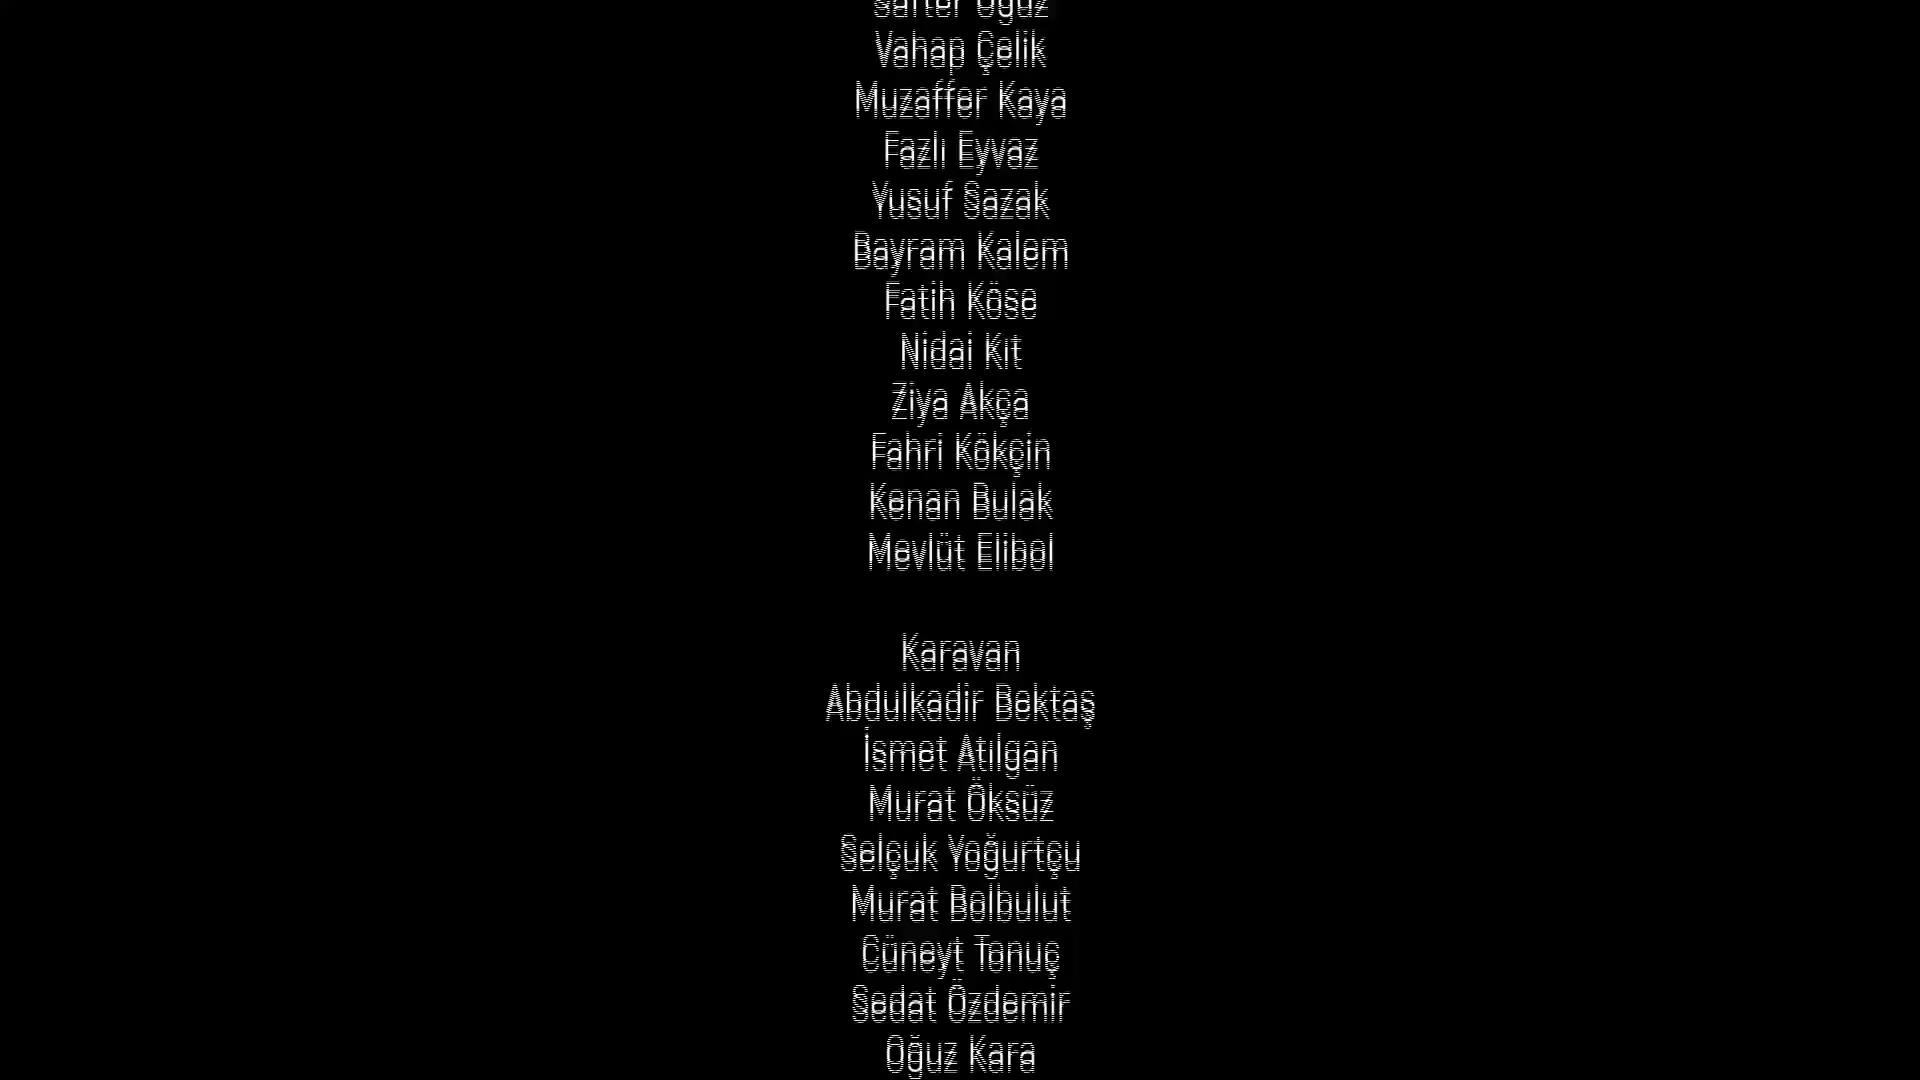 Oğuz
Vahap Çelik
Muzaffer Kaya
Fazlı Eyvaz
Yusuf Sazak
Bayram Kalem
Fatih Köse
Nidai Kıt
Ziya Akça
Fahri Kökçin
Kenan Bulak
Mevlüt Elibol
Karavan
Abdulkadir Bektaş
İsmet Atılgan
Murat Öksüz
Selçuk Yoğurtçu
Murat Bolbulut
Cüneyt Tonuç
Sedat Özdemir
Oğuz Kara